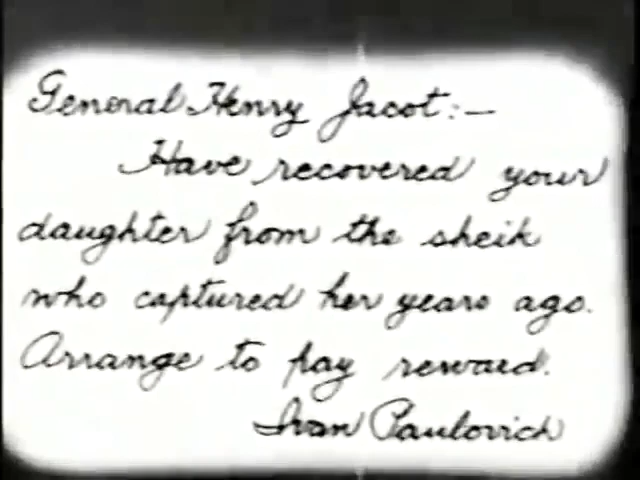 General Henry Jacot:—
Have recovered your
daughter from the sheik
who captured her years ago.
Arrange to pay reward.
Ivan Paulovich